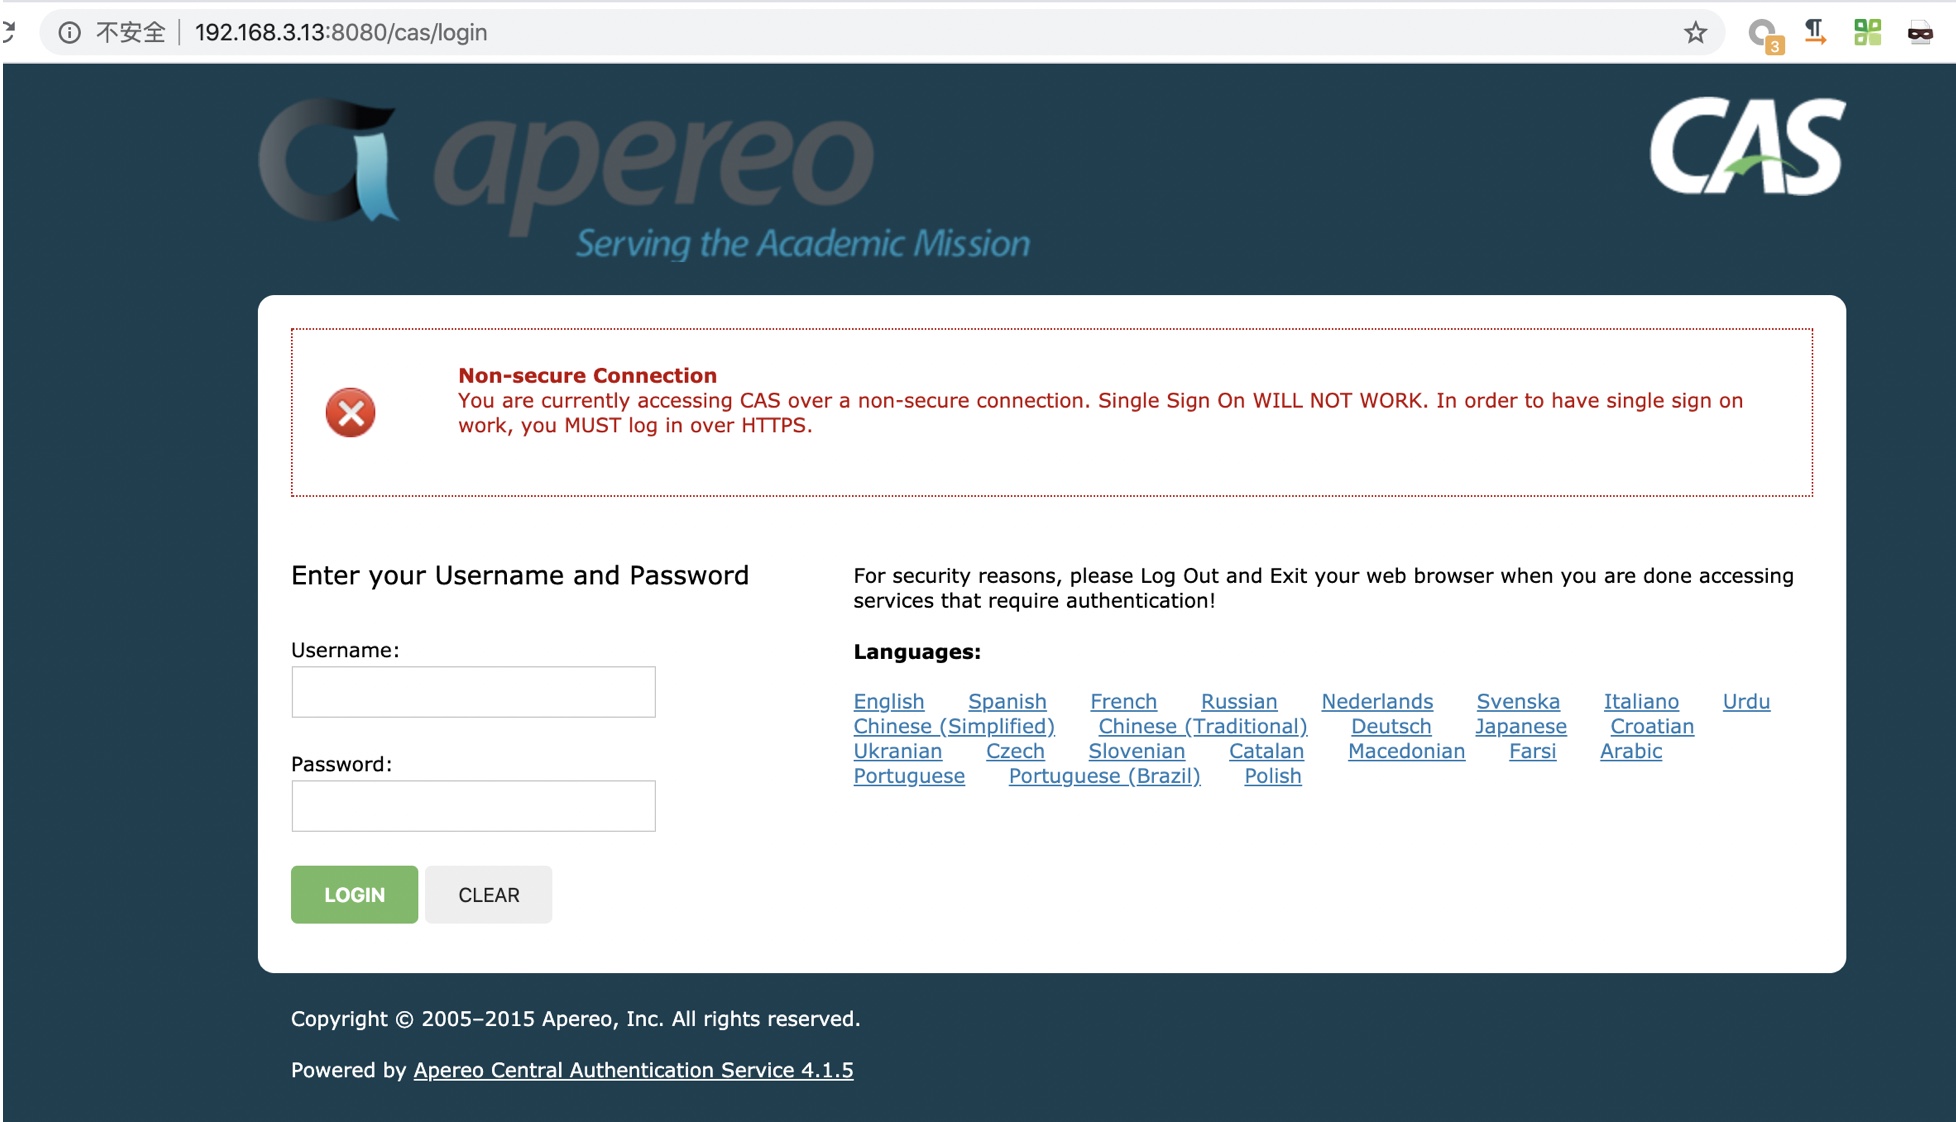 不安全 192.168.3.13:8080/cas/login
3
apereo
Serving the Academic Mission
CAS
Non-secure Connection
You are currently accessing CAS over a non-secure connection. Single Sign On WILL NOT WORK. In order to have single sign on
work, you MUST log in over HTTPS.
Enter your Username and Password
Username:
Password:
LOGIN CLEAR
For security reasons, please Log Out and Exit your web browser when you are done accessing
services that require authentication!
Languages:
English Spanish French Russian Nederlands Svenska Italiano Urdu
Chinese (Simplified) Chinese (Traditional) Deutsch Japanese Croatian
Ukranian Czech Slovenian Catalan Macedonian Farsi Arabic
Portuguese Portuguese (Brazil) Polish
Copyright © 2005–2015 Apereo, Inc. All rights reserved.
Powered by Apereo Central Authentication Service 4.1.5